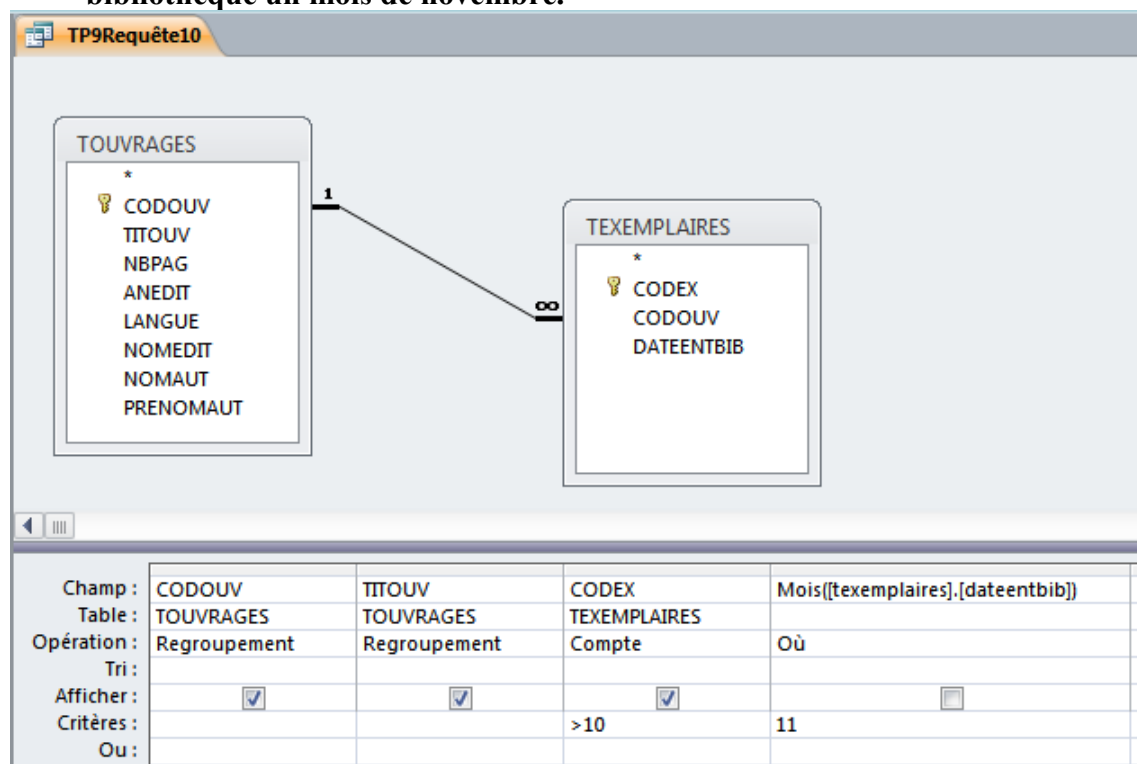 bibliothèque un mois de novembre.
TP9Requête10
TOUVRAGES
*
CODOUV
TITOUV
NBPAG
ANEDIT
LANGUE
NOMEDIT
NOMAUT
PRENOMAUT
1
∞
TEXEMPLAIRES
*
CODEX
CODOUV
DATEENTBIB
Champ : CODOUV TITOUV CODEX Mois([texemplaires].[dateentbib])
Table : TOUVRAGES TOUVRAGES TEXEMPLAIRES
Opération : Regroupement Regroupement Compte Où
Tri :
Afficher :
Critères : >10 11
Ou :